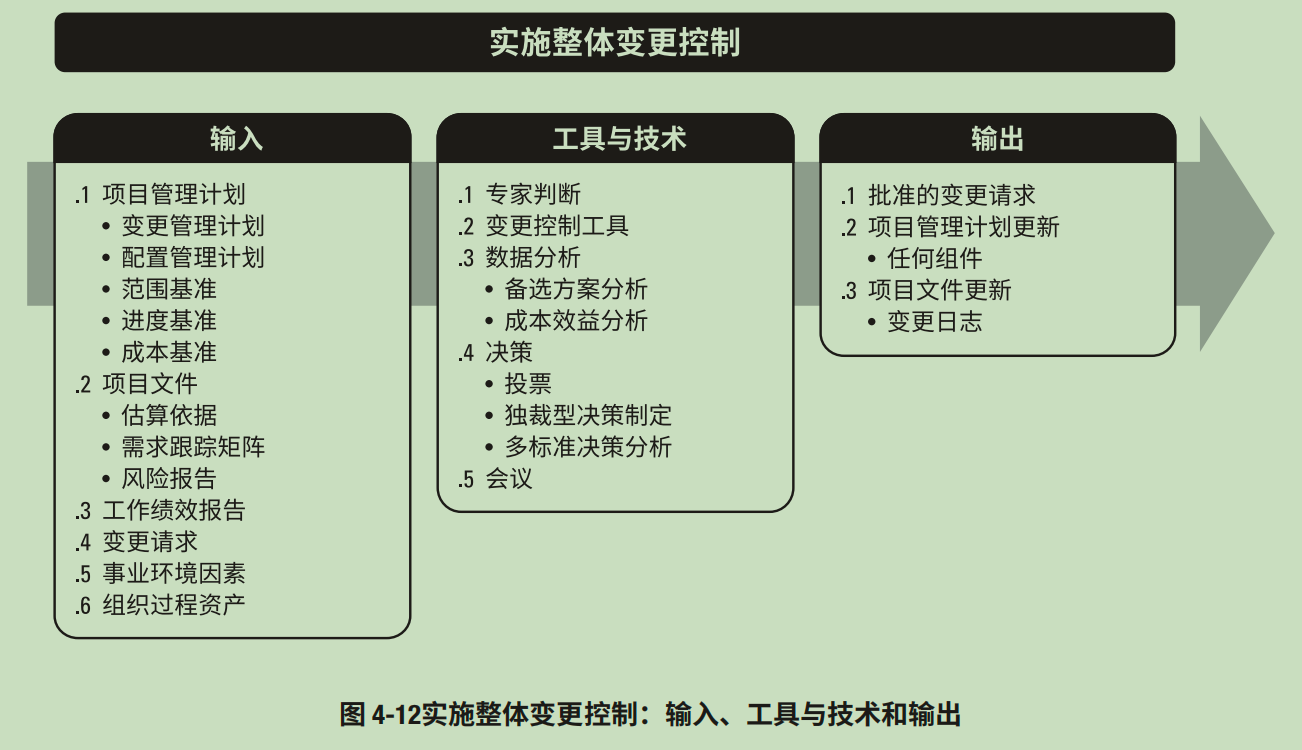 实施整体变更控制
输入
.1 项目管理计划
• 变更管理计划
• 配置管理计划
• 范围基准
• 进度基准
• 成本基准
.2 项目文件
• 估算依据
• 需求跟踪矩阵
• 风险报告
.3 工作绩效报告
.4 变更请求
.5 事业环境因素
.6 组织过程资产
工具与技术
.1 专家判断
.2 变更控制工具
.3 数据分析
• 备选方案分析
• 成本效益分析
.4 决策
• 投票
• 独裁型决策制定
• 多标准决策分析
.5 会议
输出
.1 批准的变更请求
.2 项目管理计划更新
• 任何组件
.3 项目文件更新
• 变更日志
图 4-12实施整体变更控制：输入、工具与技术和输出